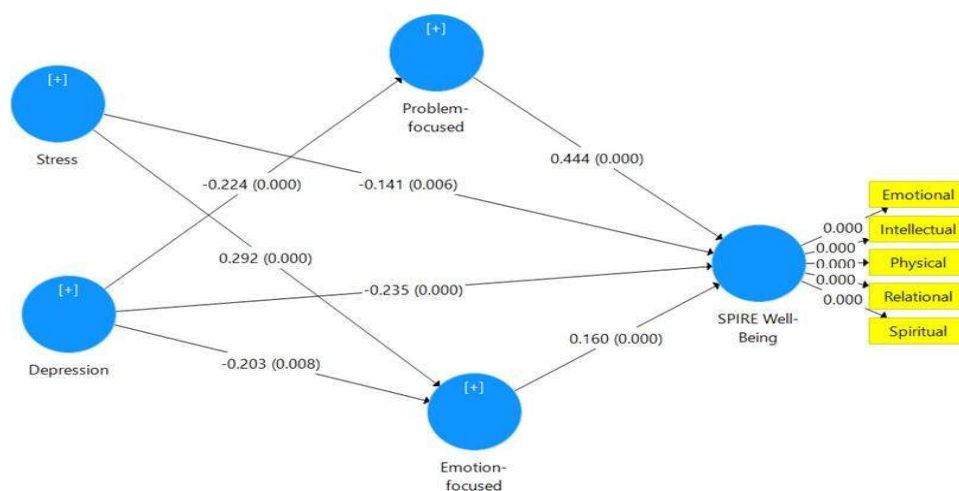 [+]
Problem-
focused
[+]
Stress
-0.224 (0.000)
-0.141 (0.006)
0.444 (0.000)
0.292 (0.000)
[+]
Depression
-0.235 (0.000)
-0.203 (0.008)
0.160 (0.000)
[+]
Emotion-
focused
SPIRE Well-
Being
0.000
0.000
0.000
0.000
0.000
Emotional
Intellectual
Physical
Relational
Spiritual